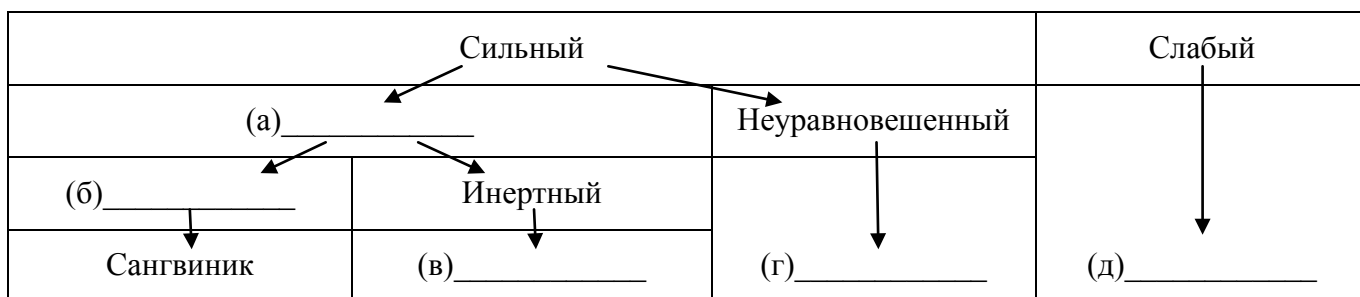 Сильный Слабый
(а)____________ Неуравновешенный
(б)____________ Инертный
Сангвиник (в)____________ (г)____________ (д)____________